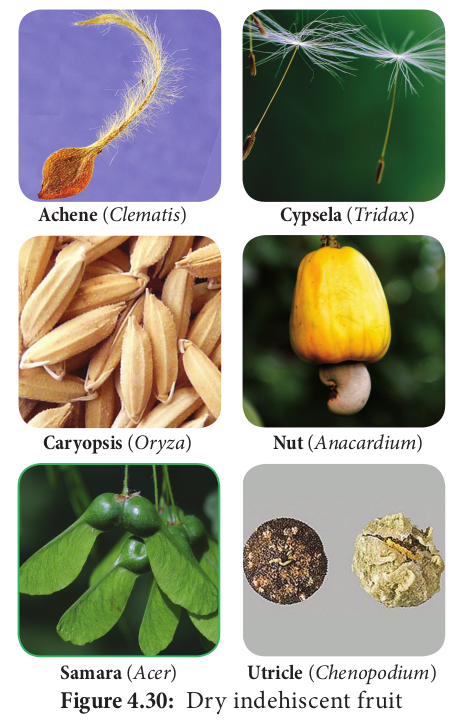 Achene (Clematis)
Cypsela (Tridax)
Caryopsis (Oryza)
Nut (Anacardium)
Samara (Acer)
Utricle (Chenopodium)
Figure 4.30: Dry indehiscent fruit